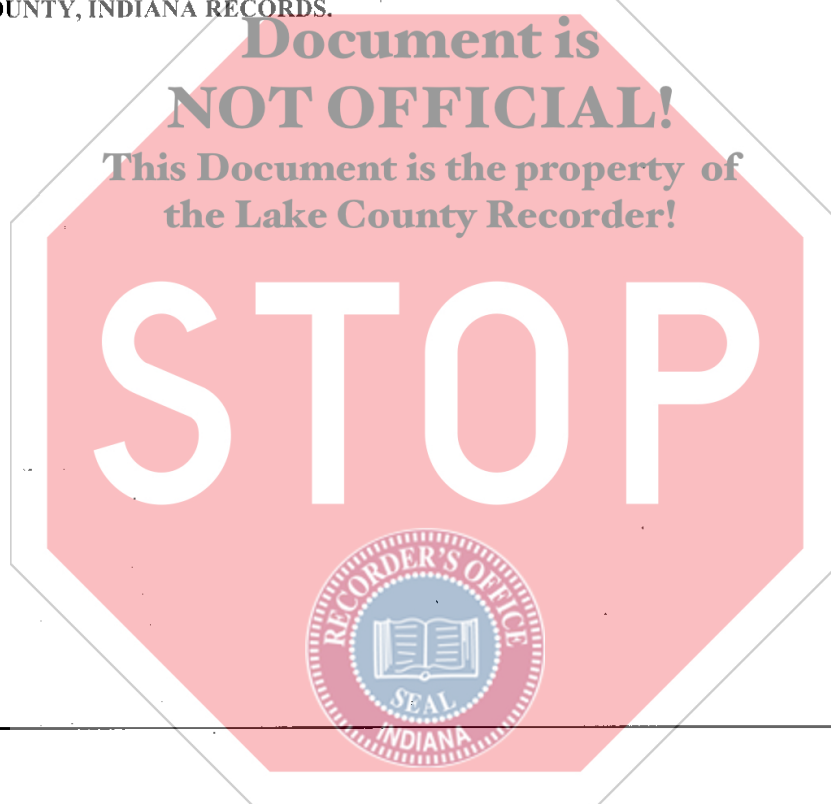 OUNTY, INDIANA RECORDS.
Document is
NOT OFFICIAL!
This Document is the property of
the Lake County Recorder!
STOP
RECORDER'S OFFICE
SEAL
INDIANA